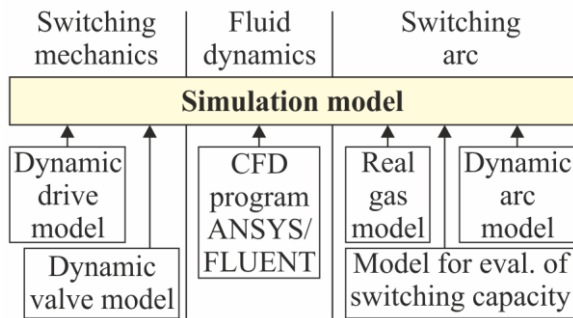 Switching
mechanics
Fluid
dynamics
Switching
arc
Simulation model
Dynamic
drive
model
Dynamic
valve model
CFD
program
ANSYS/
FLUENT
Real
gas
model
Dynamic
arc
model
Model for eval. of
switching capacity